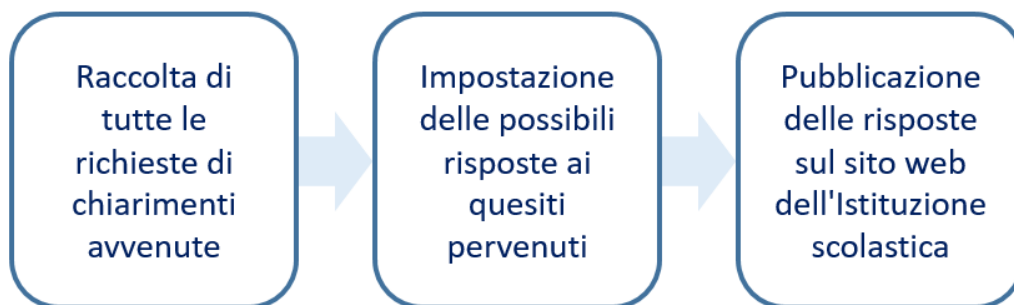 Raccolta di
tutte le
richieste di
chiarimenti
avvenute
Impostazione
delle possibili
risposte ai
quesiti
pervenuti
Pubblicazione
delle risposte
sul sito web
dell'Istituzione
scolastica